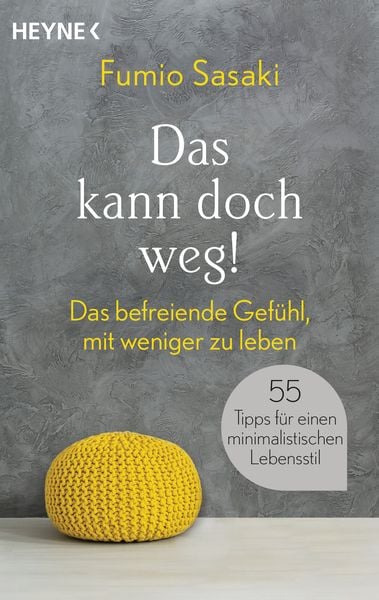 HEYNE
Fumio Sasaki
Das
kann doch
weg!
Das befreiende Gefühl,
mit weniger zu leben
55
Tipps für einen
minimalistischen
Lebensstil